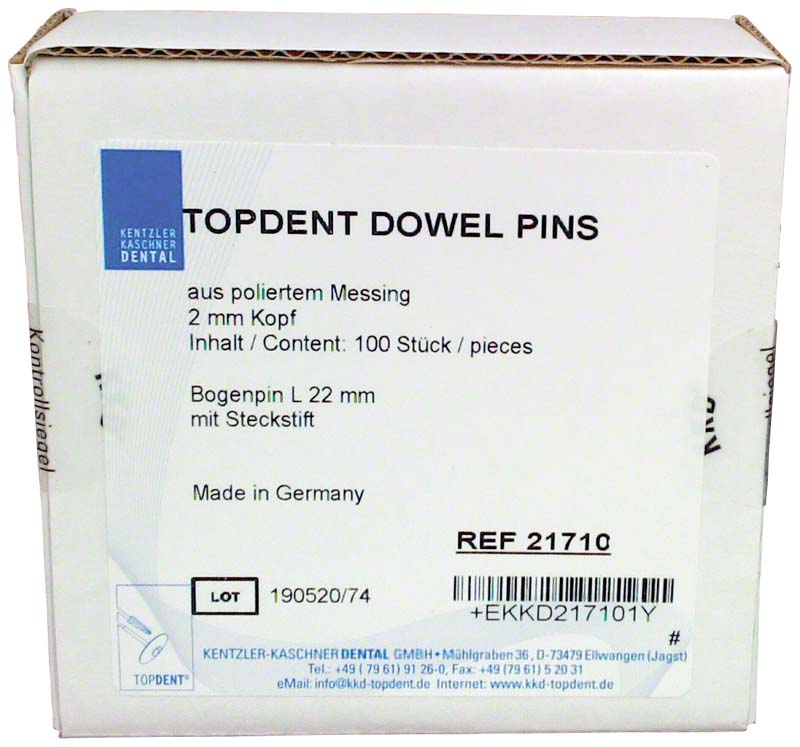 KENTZLER
KASCHNER
DENTAL
TOPDENT DOWEL PINS
aus poliertem Messing
2 mm Kopf
Inhalt / Content: 100 Stück / pieces
Bogenpin L 22 mm
mit Steckstift
Made in Germany
REF 21710
LOT 190520/74
+EKKD217101Y
#
TOPDENT®
KENTZLER-KASCHNER DENTAL GMBH • Mühlgraben 36, D-73479 Ellwangen (Jagst)
Tel.: +49 ( 79 61) 91 26-0, Fax: +49 (79 61) 5 20 31
eMail: info@kkd-topdent.de Internet: www.kkd-topdent.de
Kontrollsiegel
KKD